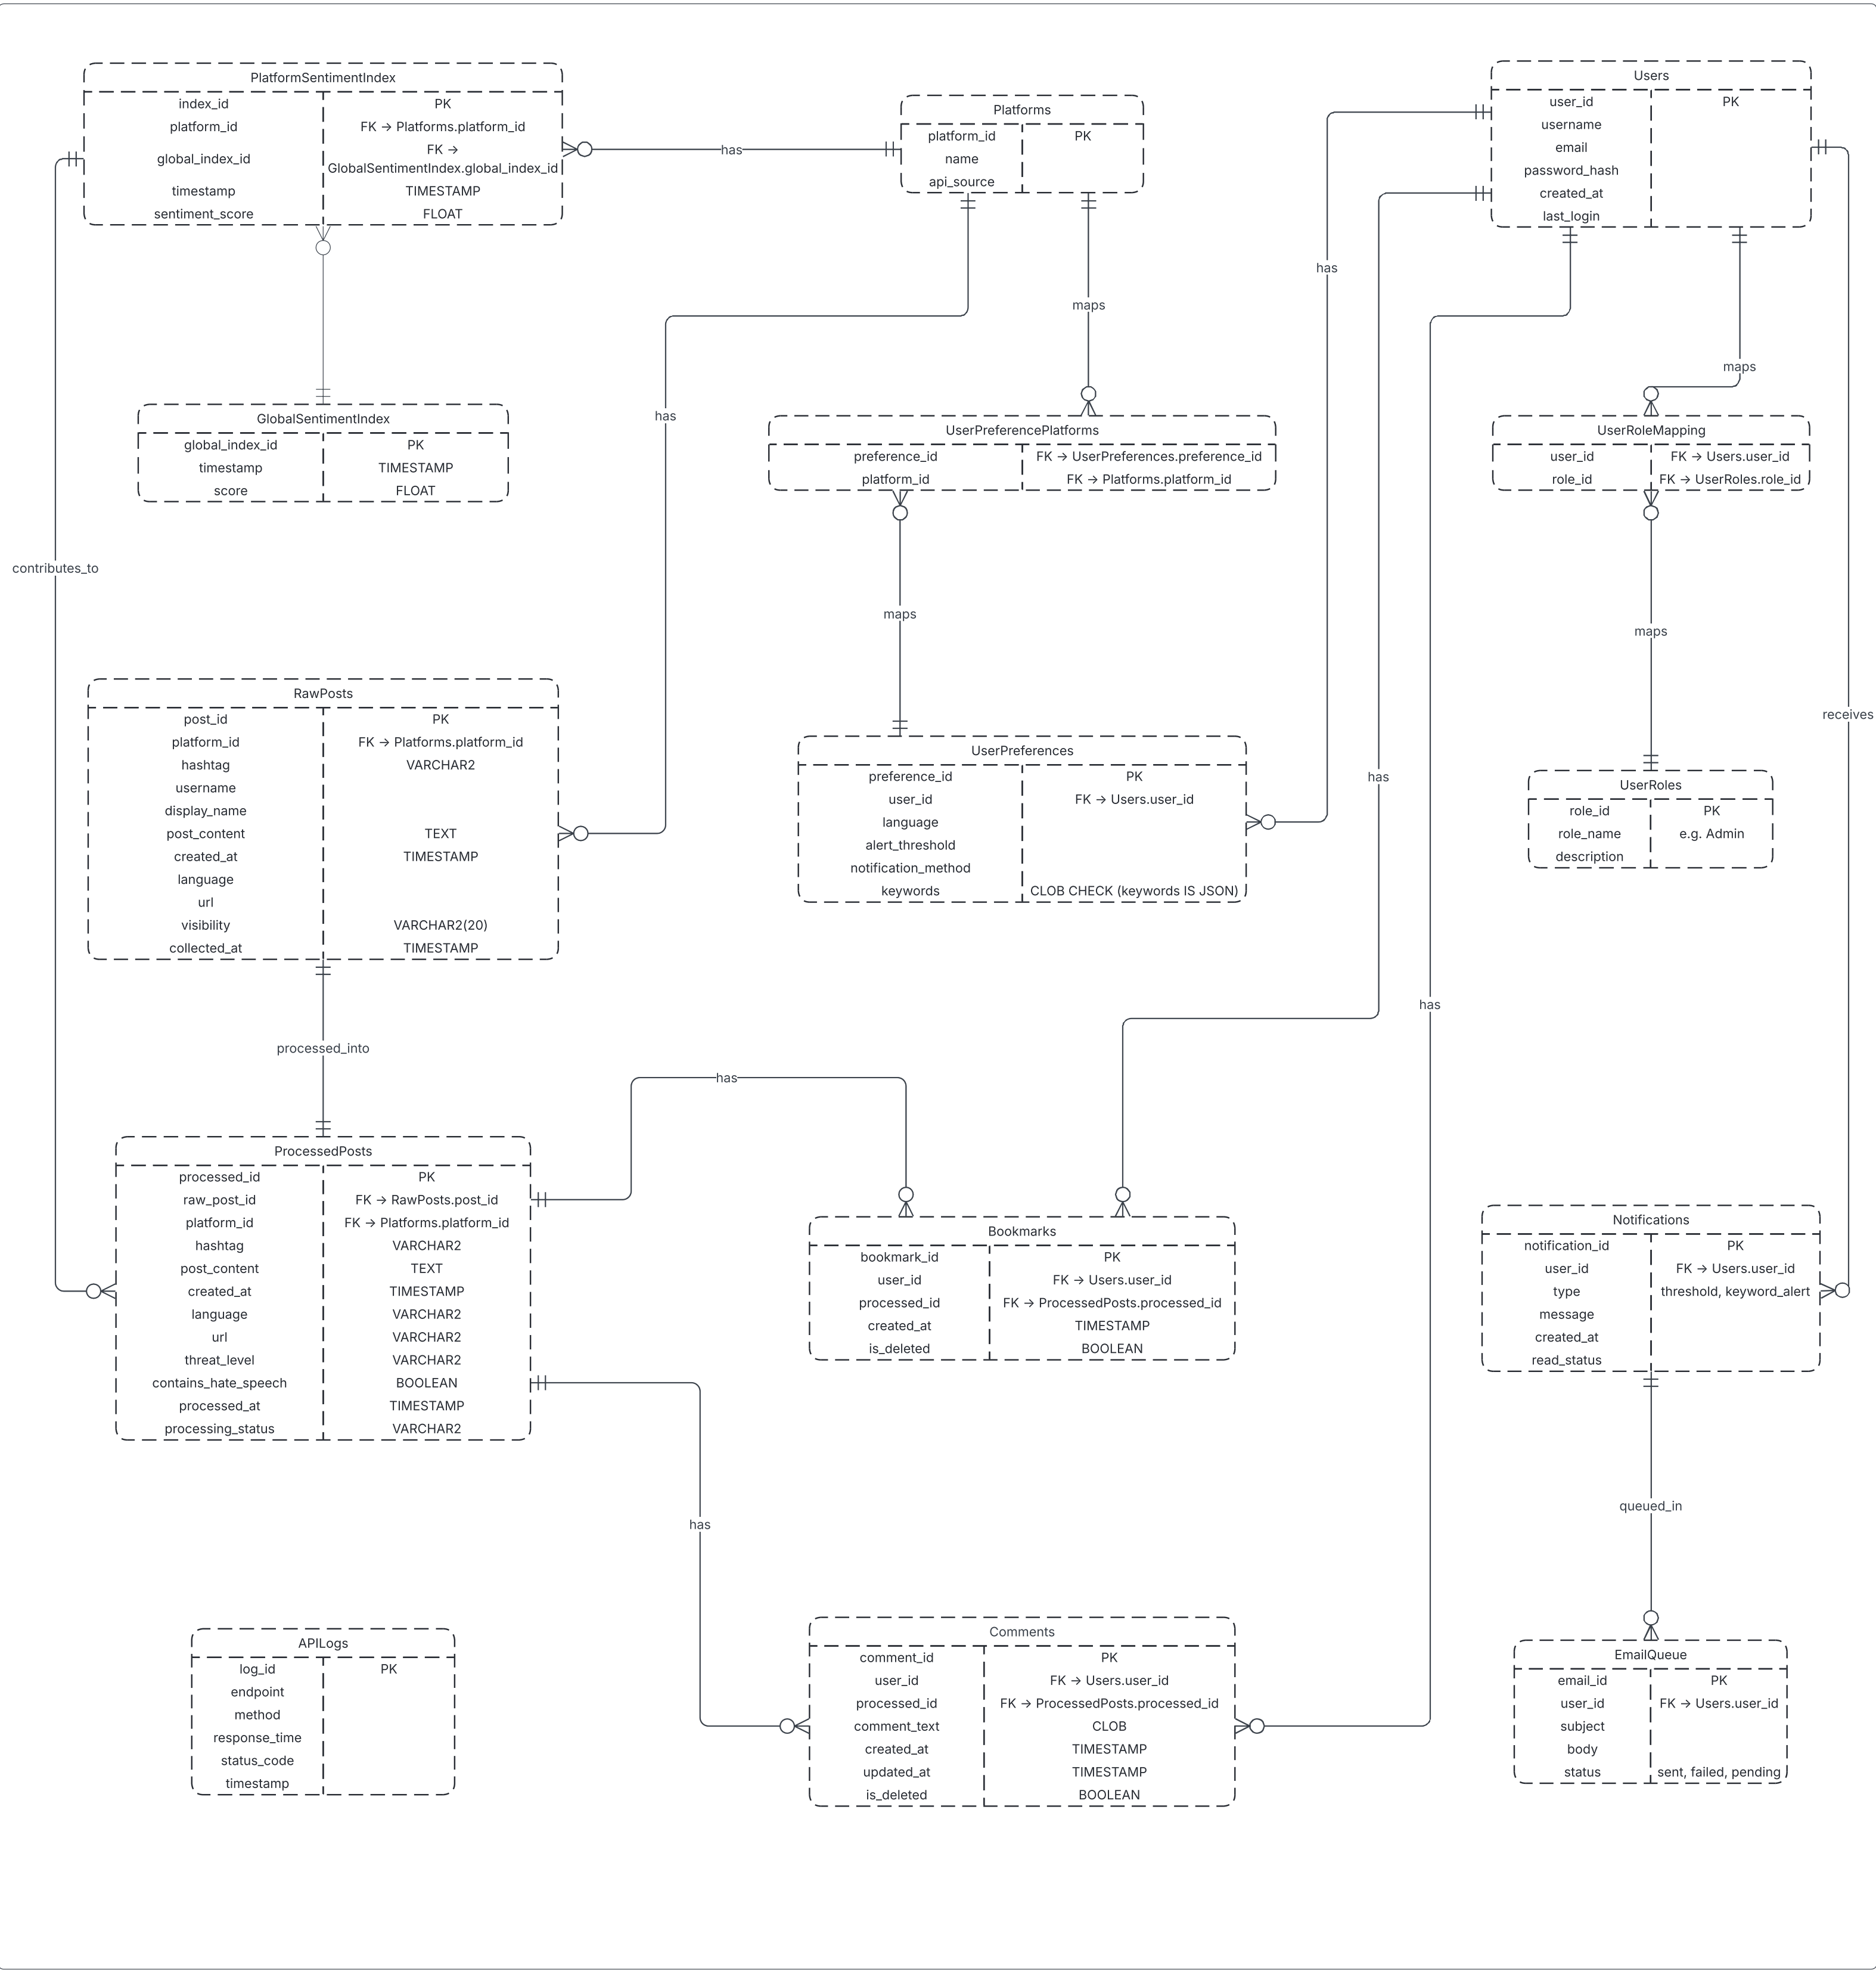 PlatformSentimentIndex
index_id PK
platform_id FK → Platforms.platform_id
global_index_id FK →
GlobalSentimentIndex.global_index_id
timestamp TIMESTAMP
sentiment_score FLOAT
has
Platforms
platform_id PK
name
api_source
Users
user_id PK
username
email
password_hash
created_at
last_login
has
maps
maps
has
GlobalSentimentIndex
global_index_id PK
timestamp TIMESTAMP
score FLOAT
UserPreferencePlatforms
preference_id FK → UserPreferences.preference_id
platform_id FK → Platforms.platform_id
UserRoleMapping
user_id FK → Users.user_id
role_id FK → UserRoles.role_id
contributes_to
maps
maps
receives
RawPosts
post_id PK
platform_id FK → Platforms.platform_id
hashtag VARCHAR2
username
display_name
post_content TEXT
created_at TIMESTAMP
language
url
visibility VARCHAR2(20)
collected_at TIMESTAMP
UserPreferences
preference_id PK
user_id FK → Users.user_id
language
alert_threshold
notification_method
keywords CLOB CHECK (keywords IS JSON)
has
UserRoles
role_id PK
role_name e.g. Admin
description
has
processed_into
has
ProcessedPosts
processed_id PK
raw_post_id FK → RawPosts.post_id
platform_id FK → Platforms.platform_id
hashtag VARCHAR2
post_content TEXT
created_at TIMESTAMP
language VARCHAR2
url VARCHAR2
threat_level VARCHAR2
contains_hate_speech BOOLEAN
processed_at TIMESTAMP
processing_status VARCHAR2
Bookmarks
bookmark_id PK
user_id FK → Users.user_id
processed_id FK → ProcessedPosts.processed_id
created_at TIMESTAMP
is_deleted BOOLEAN
Notifications
notification_id PK
user_id FK → Users.user_id
type threshold, keyword_alert
message
created_at
read_status
has
queued_in
APILogs
log_id PK
endpoint
method
response_time
status_code
timestamp
Comments
comment_id PK
user_id FK → Users.user_id
processed_id FK → ProcessedPosts.processed_id
comment_text CLOB
created_at TIMESTAMP
updated_at TIMESTAMP
is_deleted BOOLEAN
EmailQueue
email_id PK
user_id FK → Users.user_id
subject
body
status sent, failed, pending